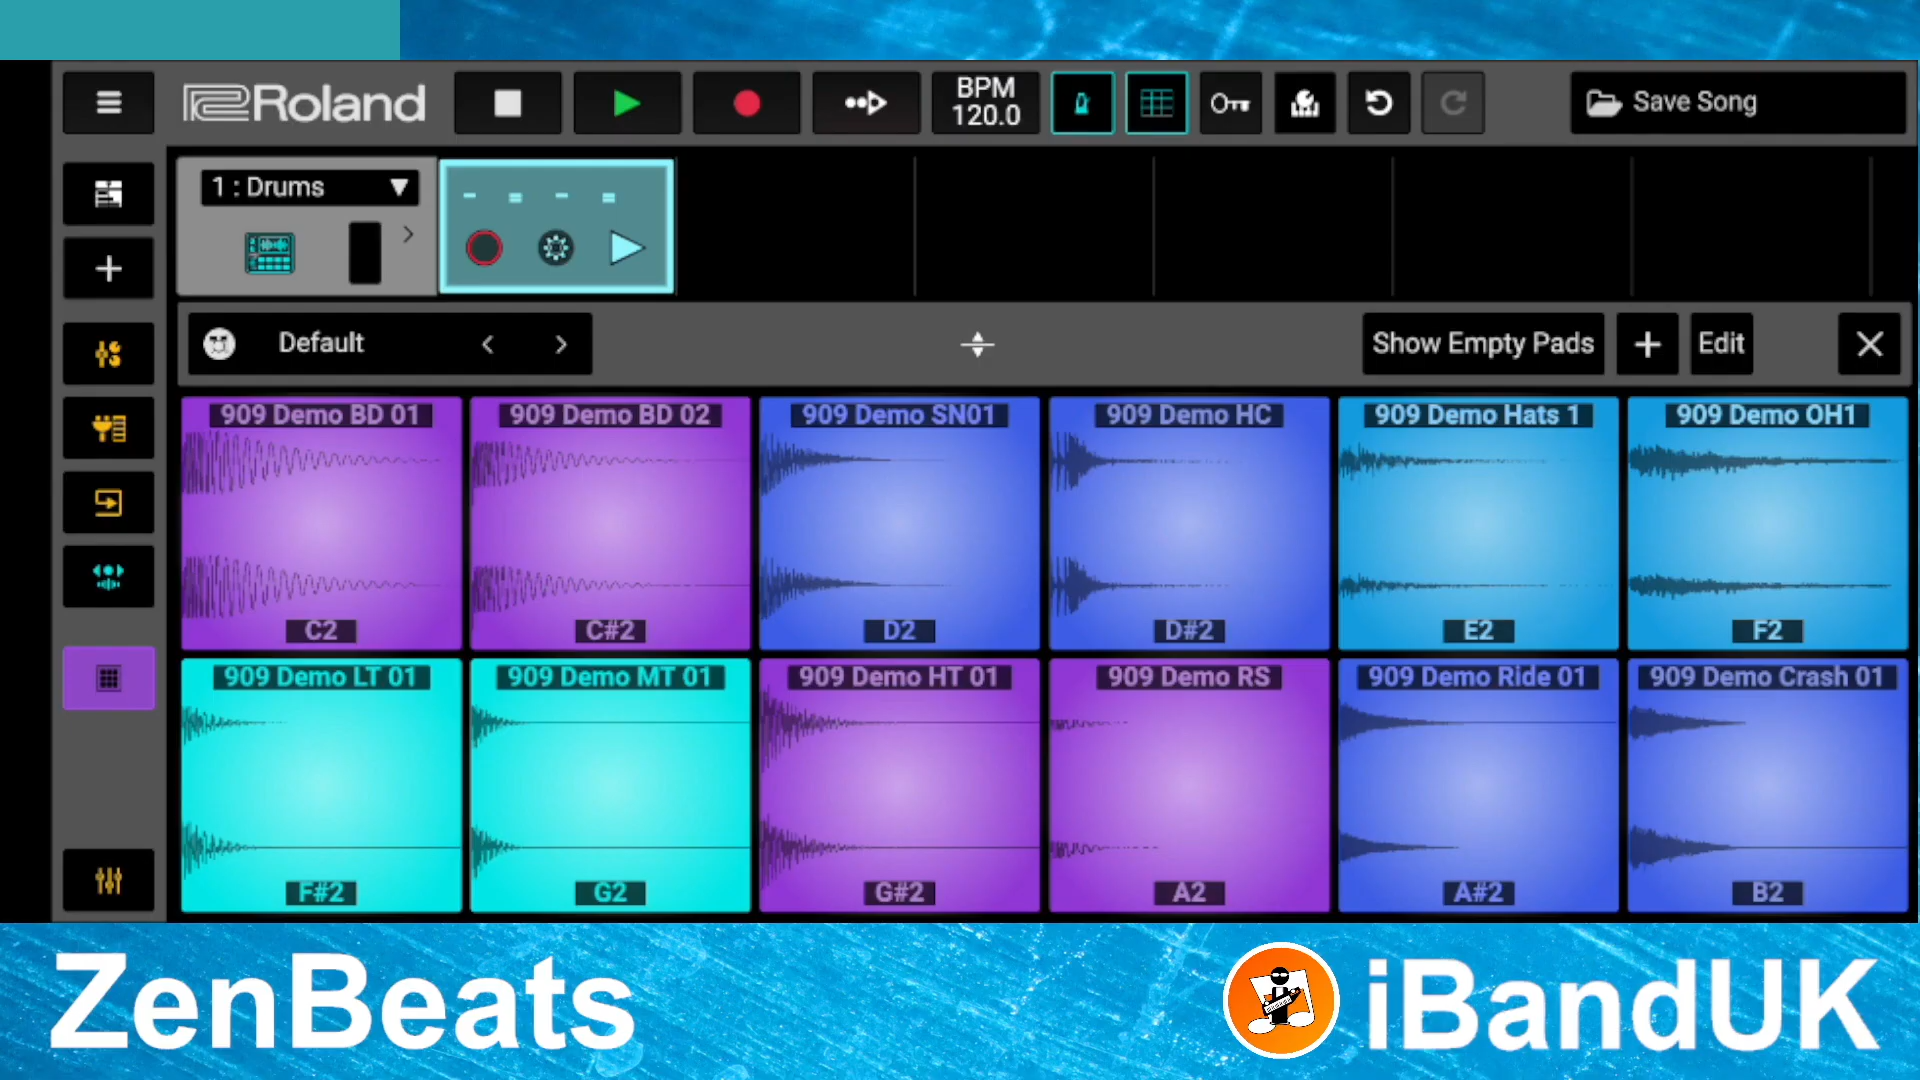 Roland
BPM
120.0
Save Song
1 : Drums
Default
Show Empty Pads
Edit
909 Demo BD 01
909 Demo BD 02
909 Demo SN01
909 Demo HC
909 Demo Hats 1
909 Demo OH1
C2
C#2
D2
D#2
E2
F2
909 Demo LT 01
909 Demo MT 01
909 Demo HT 01
909 Demo RS
909 Demo Ride 01
909 Demo Crash 01
F#2
G2
G#2
A2
A#2
B2
ZenBeats
iBandUK